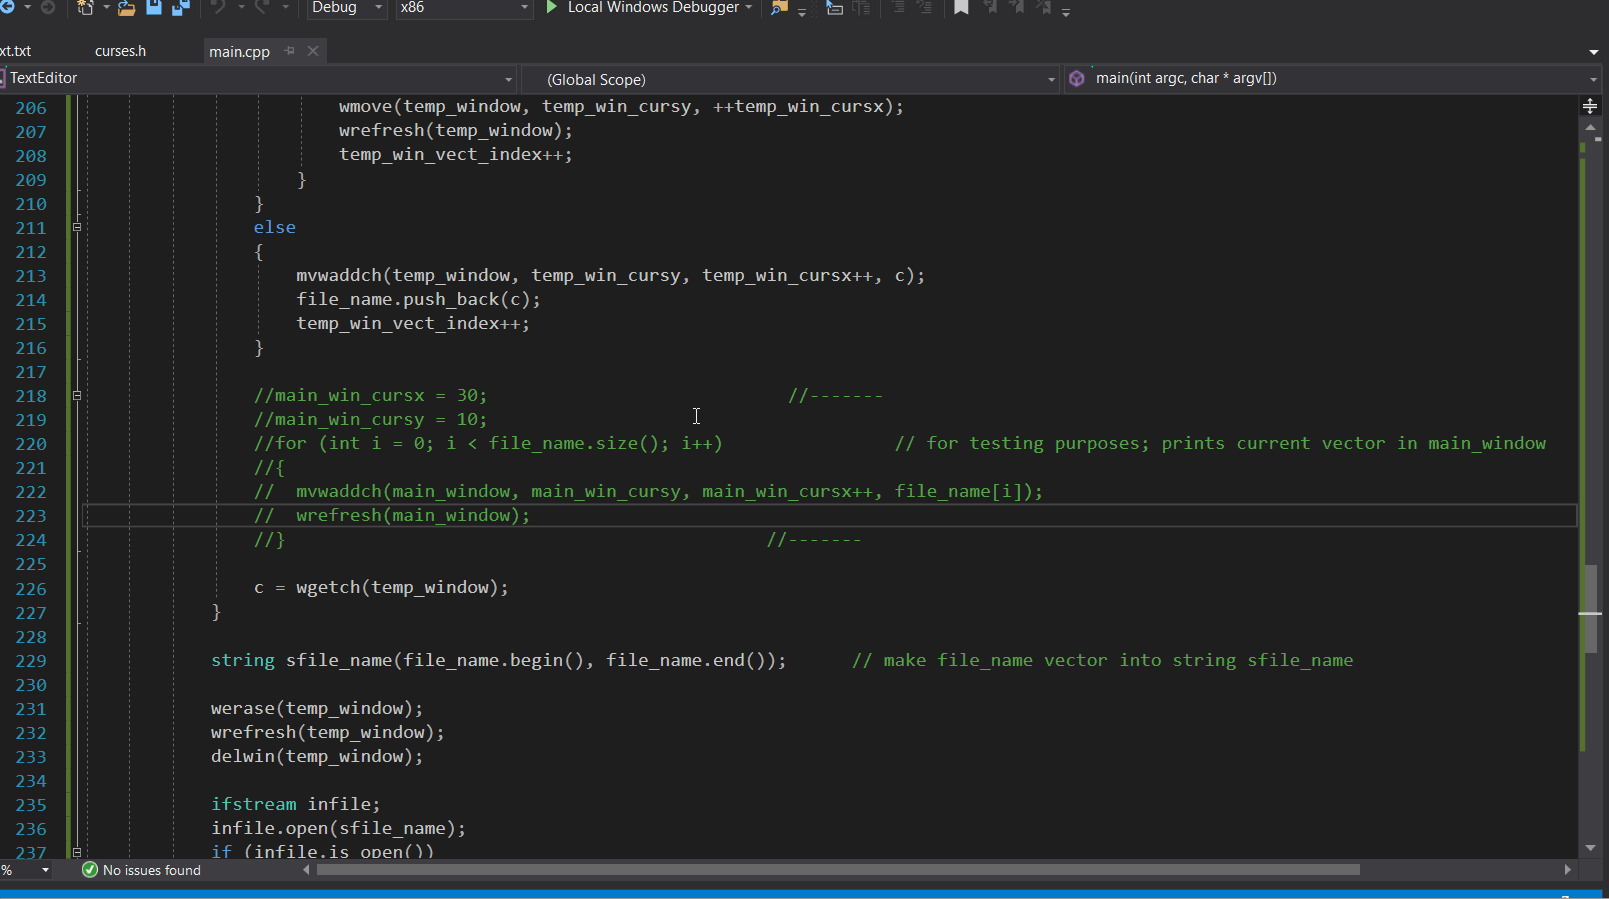 Debug x86 Local Windows Debugger
xt.txt curses.h main.cpp
TextEditor (Global Scope) main(int argc, char * argv[])
206 wmove(temp_window, temp_win_cursy, ++temp_win_cursx);
207 wrefresh(temp_window);
208 temp_win_vect_index++;
209 }
210 }
211 else
212 {
213 mvwaddch(temp_window, temp_win_cursy, temp_win_cursx++, c);
214 file_name.push_back(c);
215 temp_win_vect_index++;
216 }
217
218 //main_win_cursx = 30; //-------
219 //main_win_cursy = 10;
220 //for (int i = 0; i < file_name.size(); i++) // for testing purposes; prints current vector in main_window
221 //{
222 // mvwaddch(main_window, main_win_cursy, main_win_cursx++, file_name[i]);
223 // wrefresh(main_window);
224 //} //-------
225
226 c = wgetch(temp_window);
227 }
228
229 string sfile_name(file_name.begin(), file_name.end()); // make file_name vector into string sfile_name
230
231 werase(temp_window);
232 wrefresh(temp_window);
233 delwin(temp_window);
234
235 ifstream infile;
236 infile.open(sfile_name);
237 if (infile.is_open())
% No issues found